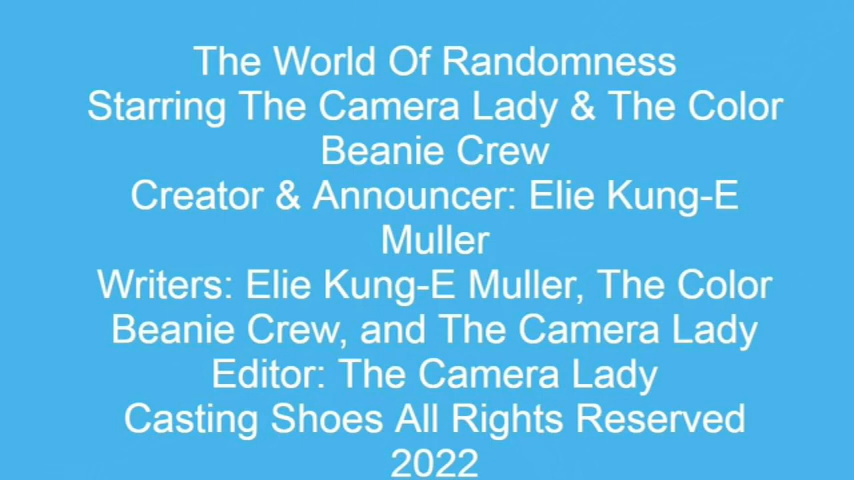 The World Of Randomness
Starring The Camera Lady & The Color
Beanie Crew
Creator & Announcer: Elie Kung-E
Muller
Writers: Elie Kung-E Muller, The Color
Beanie Crew, and The Camera Lady
Editor: The Camera Lady
Casting Shoes All Rights Reserved
2022